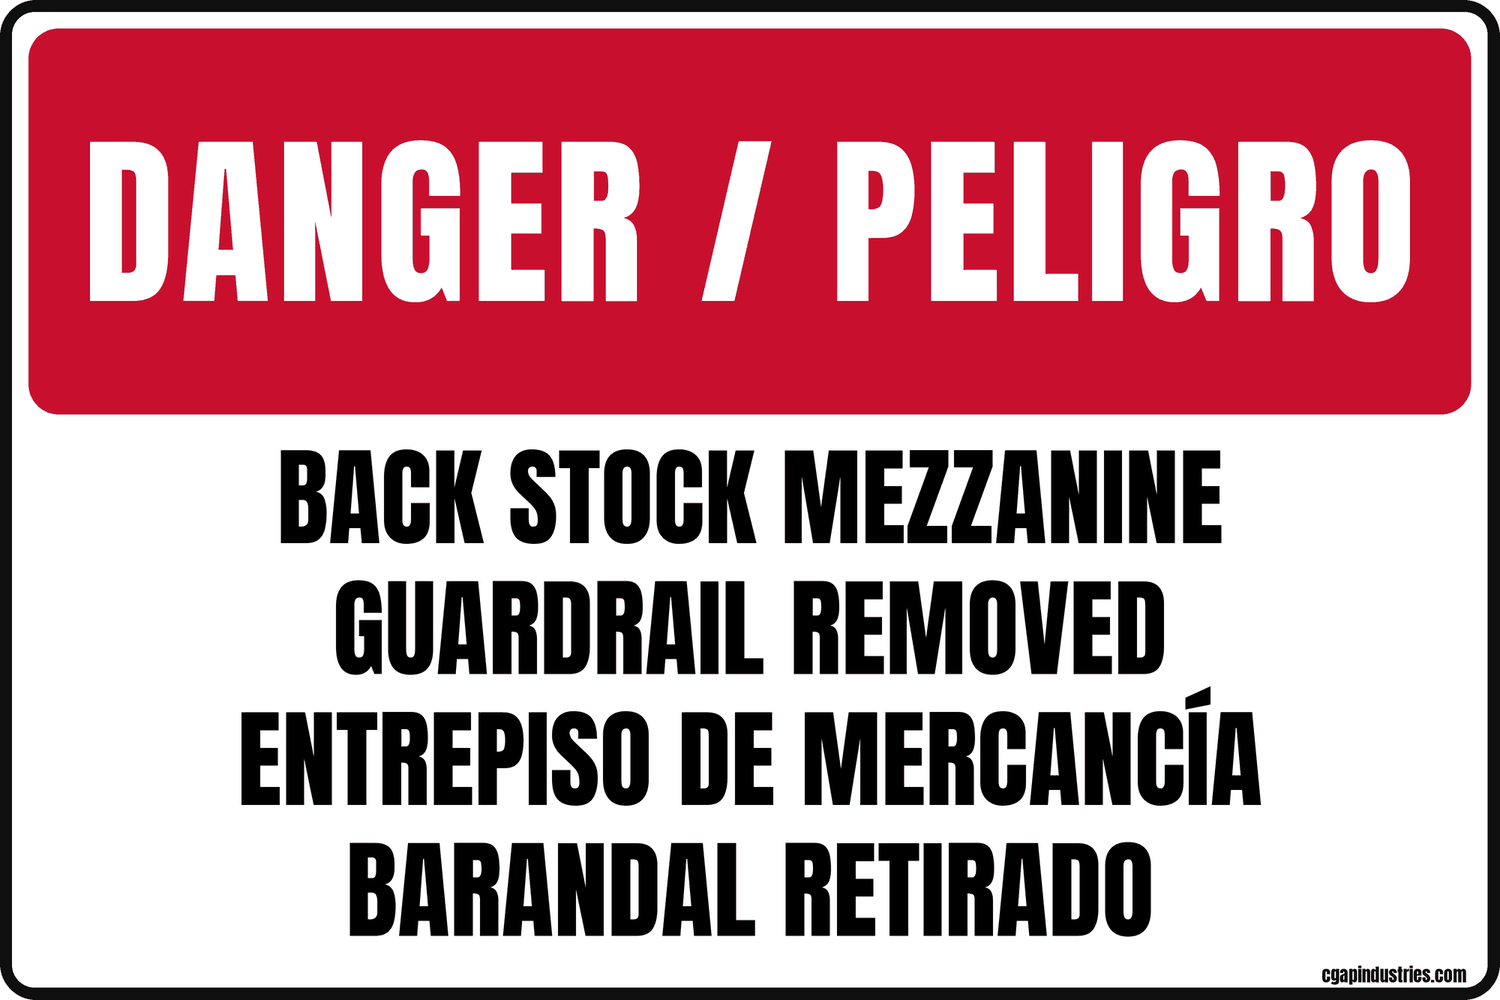 DANGER / PELIGRO
BACK STOCK MEZZANINE
GUARDRAIL REMOVED
ENTREPISO DE MERCANCÍA
BARANDAL RETIRADO
cgapindustries.com